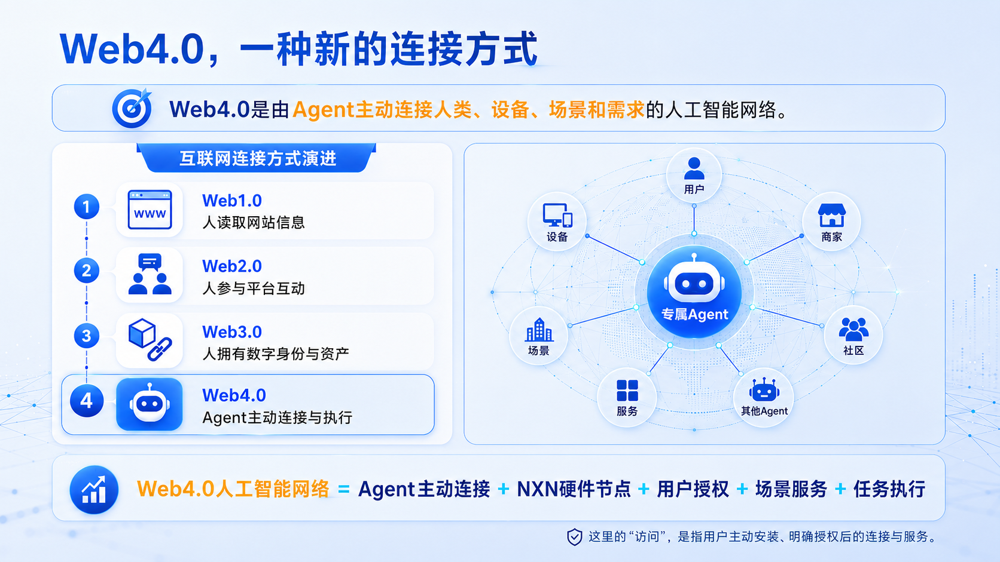 Web4.0，一种新的连接方式
Web4.0是由Agent主动连接人类、设备、场景和需求的人工智能网络。
互联网连接方式演进
1
WWW
Web1.0
人读取网站信息
2
Web2.0
人参与平台互动
3
Web3.0
人拥有数字身份与资产
4
Web4.0
Agent主动连接与执行
用户
设备
商家
专属Agent
场景
社区
服务
其他Agent
Web4.0人工智能网络 = Agent主动连接 + NXN硬件节点 + 用户授权 + 场景服务 + 任务执行
这里的“访问”，是指用户主动安装、明确授权后的连接与服务。